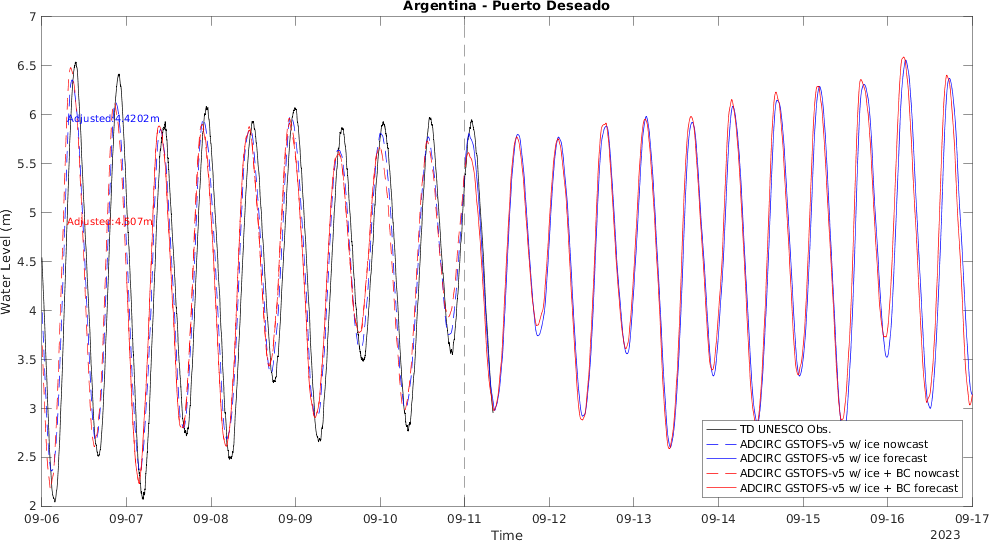 Argentina - Puerto Deseado
Water Level (m)
7
6.5
6
5.5
5
4.5
4
3.5
3
2.5
2
Adjusted:4.4202m
Adjusted:4.607m
TD UNESCO Obs.
ADCIRC GSTOFS-v5 w/ ice nowcast
ADCIRC GSTOFS-v5 w/ ice forecast
ADCIRC GSTOFS-v5 w/ ice + BC nowcast
ADCIRC GSTOFS-v5 w/ ice + BC forecast
09-06 09-07 09-08 09-09 09-10 09-11 09-12 09-13 09-14 09-15 09-16 09-17
Time
2023